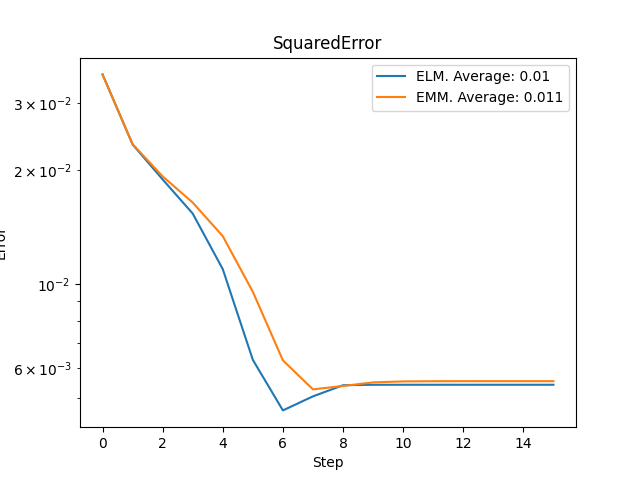 SquaredError
ELM. Average: 0.01
EMM. Average: 0.011
3 × 10⁻²
2 × 10⁻²
10⁻²
6 × 10⁻³
Error
0 2 4 6 8 10 12 14
Step